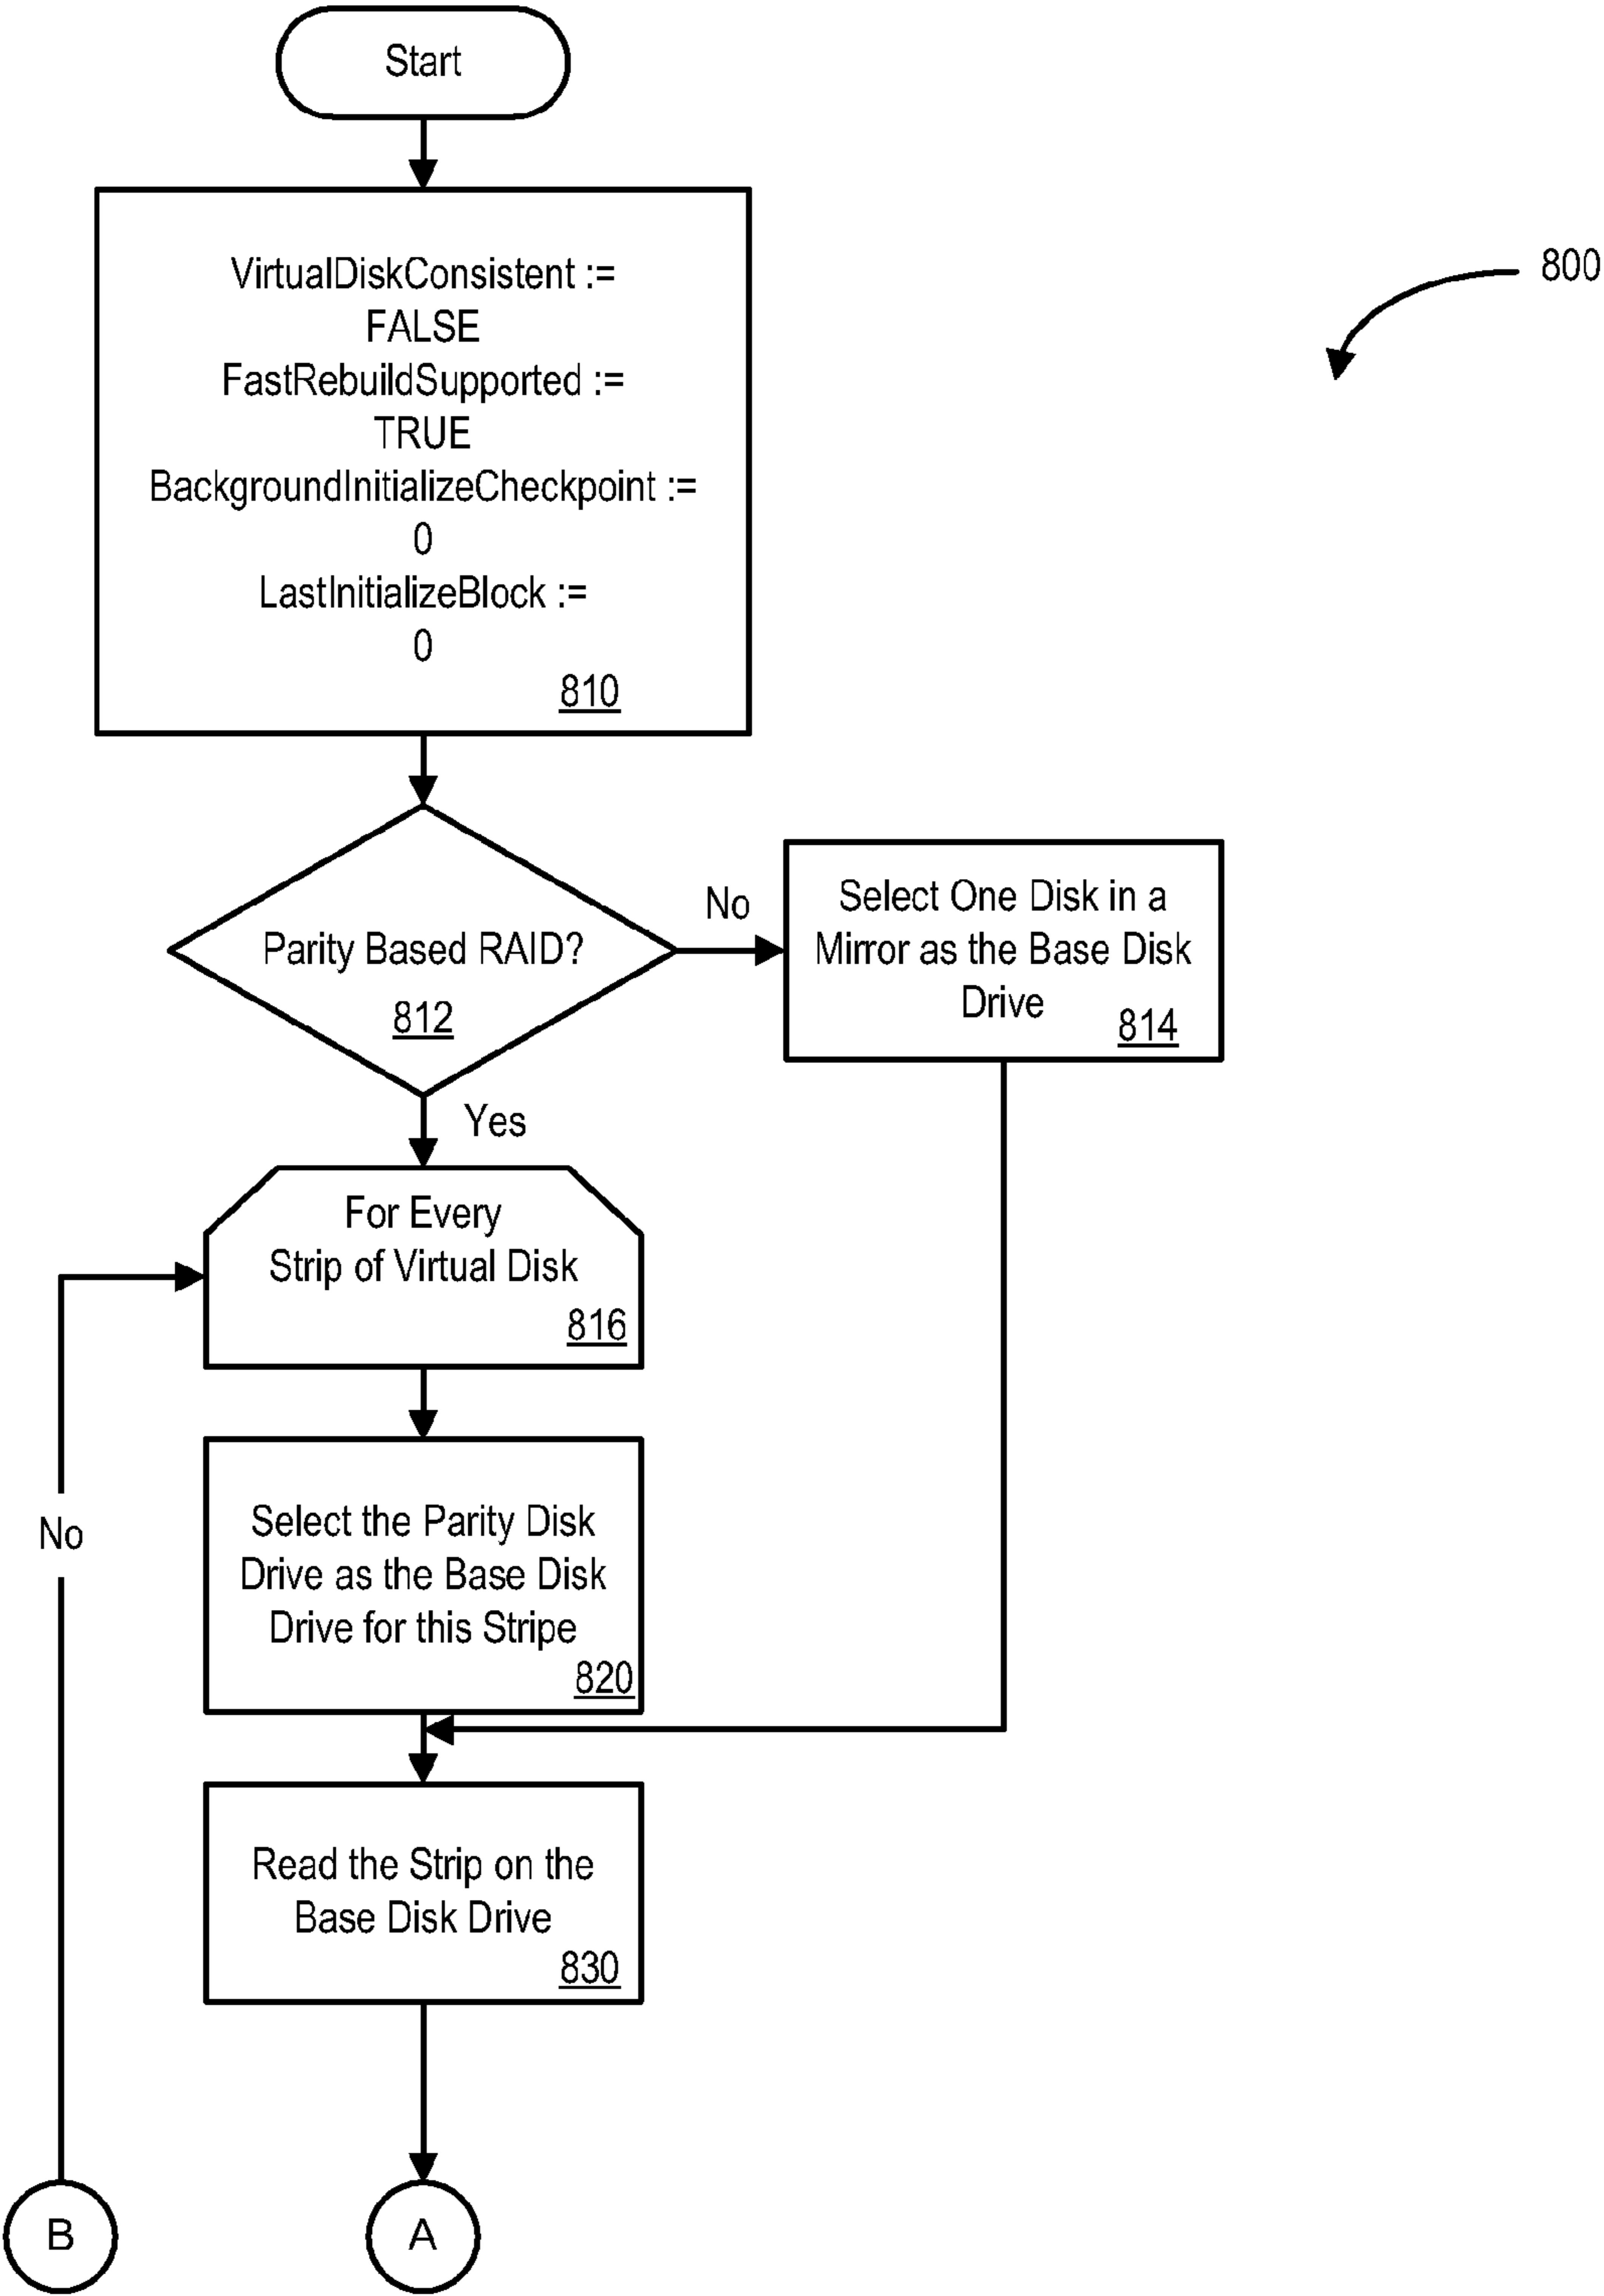 Start
800
VirtualDiskConsistent :=
FALSE
FastRebuildSupported :=
TRUE
BackgroundInitializeCheckpoint :=
0
LastInitializeBlock :=
0
810
Parity Based RAID?
812
No
Select One Disk in a
Mirror as the Base Disk
Drive
814
Yes
For Every
Strip of Virtual Disk
816
No
Select the Parity Disk
Drive as the Base Disk
Drive for this Stripe
820
Read the Strip on the
Base Disk Drive
830
B
A